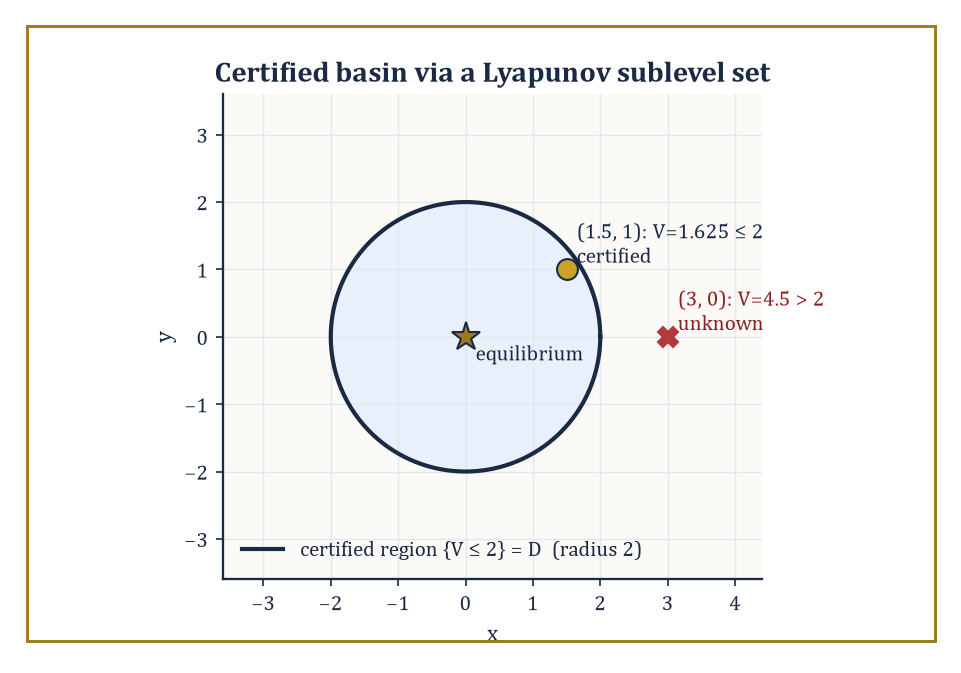 Certified basin via a Lyapunov sublevel set
3
2
1
0
−1
−2
−3
y
(1.5, 1): V=1.625 ≤ 2
certified
(3, 0): V=4.5 > 2
unknown
equilibrium
certified region {V ≤ 2} = D (radius 2)
−3
−2
−1
0
1
2
3
4
x